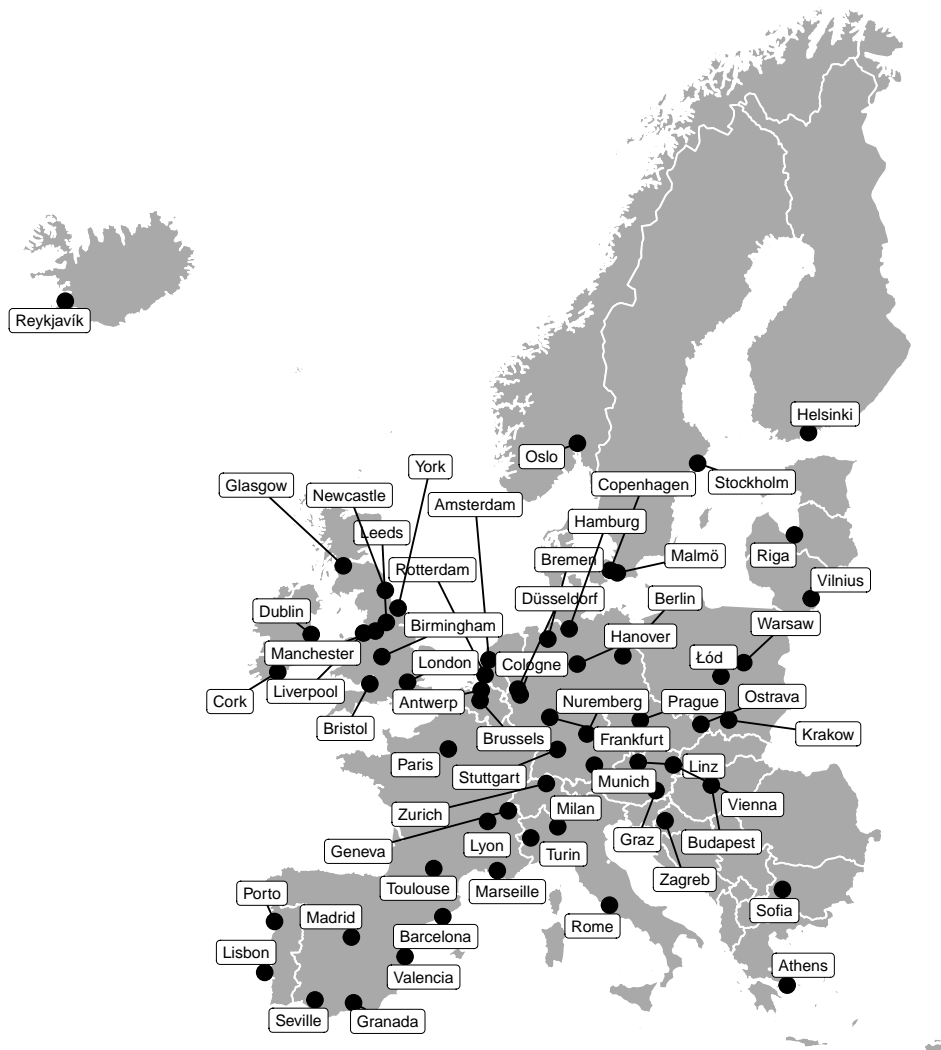 Reykjavík
Helsinki
Oslo
York
Stockholm
Copenhagen
Glasgow
Newcastle
Amsterdam
Hamburg
Leeds
Riga
Bremen
Malmö
Rotterdam
Vilnius
Düsseldorf
Berlin
Dublin
Birmingham
Warsaw
Hanover
Manchester
London
Cologne
Łód
Liverpool
Ostrava
Cork
Antwerp
Nuremberg
Prague
Bristol
Brussels
Frankfurt
Krakow
Paris
Linz
Stuttgart
Munich
Vienna
Zurich
Milan
Graz
Budapest
Geneva
Lyon
Turin
Zagreb
Toulouse
Marseille
Porto
Madrid
Sofia
Rome
Barcelona
Lisbon
Athens
Valencia
Seville
Granada